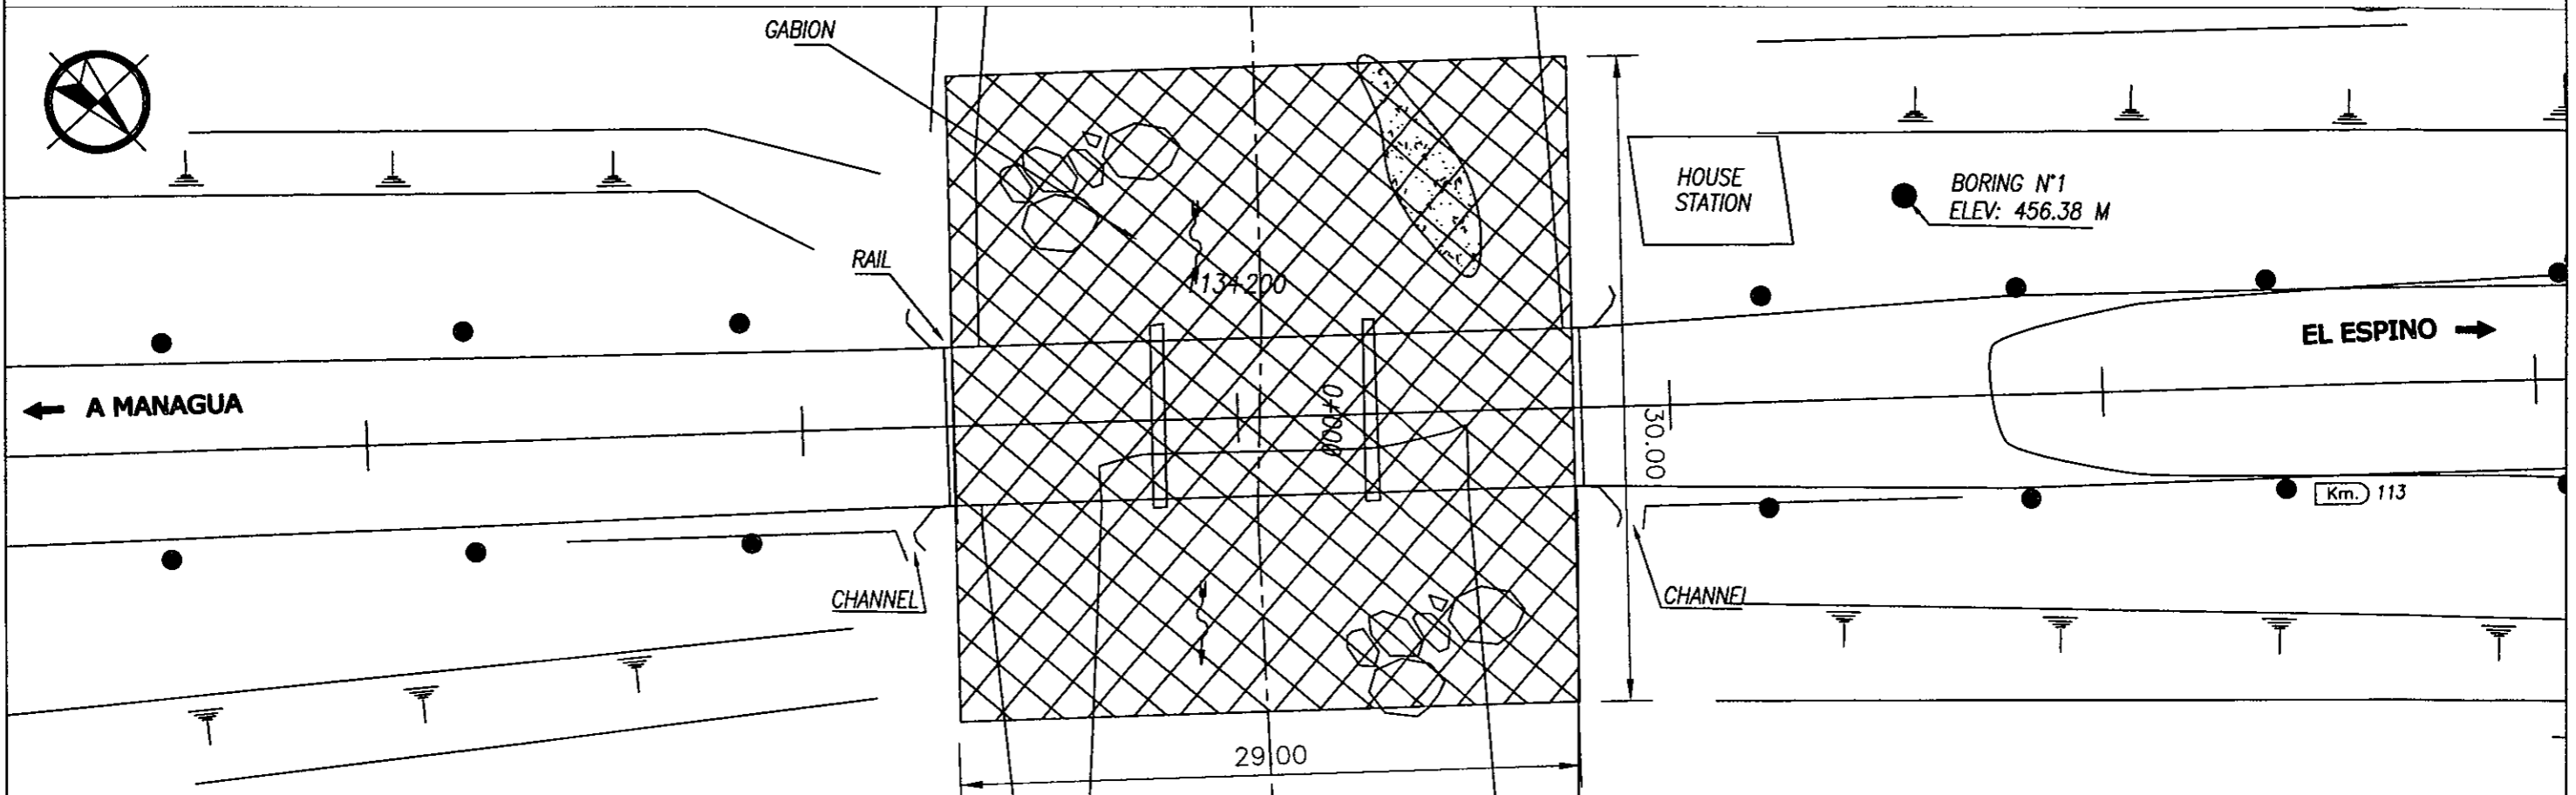 GABION
HOUSE
STATION
BORING N°1
ELEV: 456.38 M
RAIL
113+200
EL ESPINO
A MANAGUA
0+000
30.00
Km. 113
CHANNEL
CHANNEL
29.00